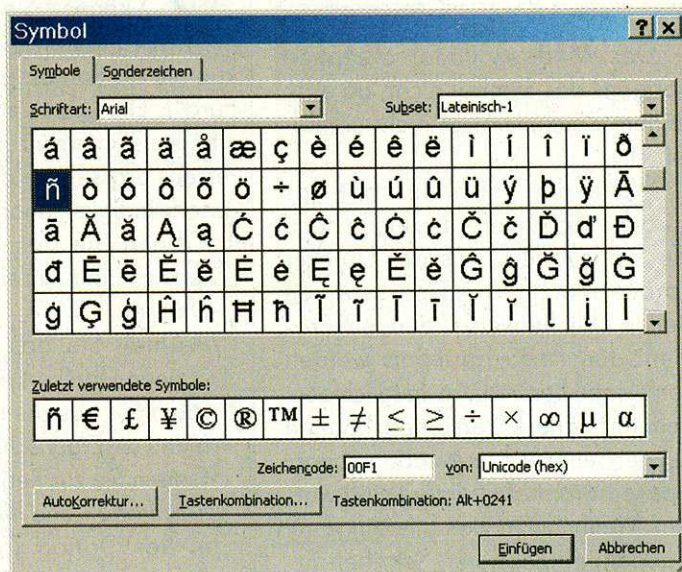 Symbol
Symbole Sonderzeichen
Schriftart: Arial Subset: Lateinisch-1
á â ã ä å æ ç è é ê ë ì í î ï ð
ñ ò ó ô õ ö ÷ ø ù ú û ü ý þ ÿ Ā
ā Ă ă Ą ą Ć ć Ĉ ĉ Ċ ċ Č č Ď ď Đ
đ Ē ē Ĕ ĕ Ė ė Ę ę Ě ě Ĝ ĝ Ğ ğ Ġ
ġ Ģ ģ Ĥ ĥ Ħ ħ Ĩ ĩ Ī ī Ĭ ĭ Į į İ
Zuletzt verwendete Symbole:
ñ € £ ¥ © ® ™ ± ≠ ≤ ≥ ÷ × ∞ µ α
Zeichencode: 00F1 von: Unicode (hex)
AutoKorrektur... Tastenkombination... Tastenkombination: Alt+0241
Einfügen Abbrechen